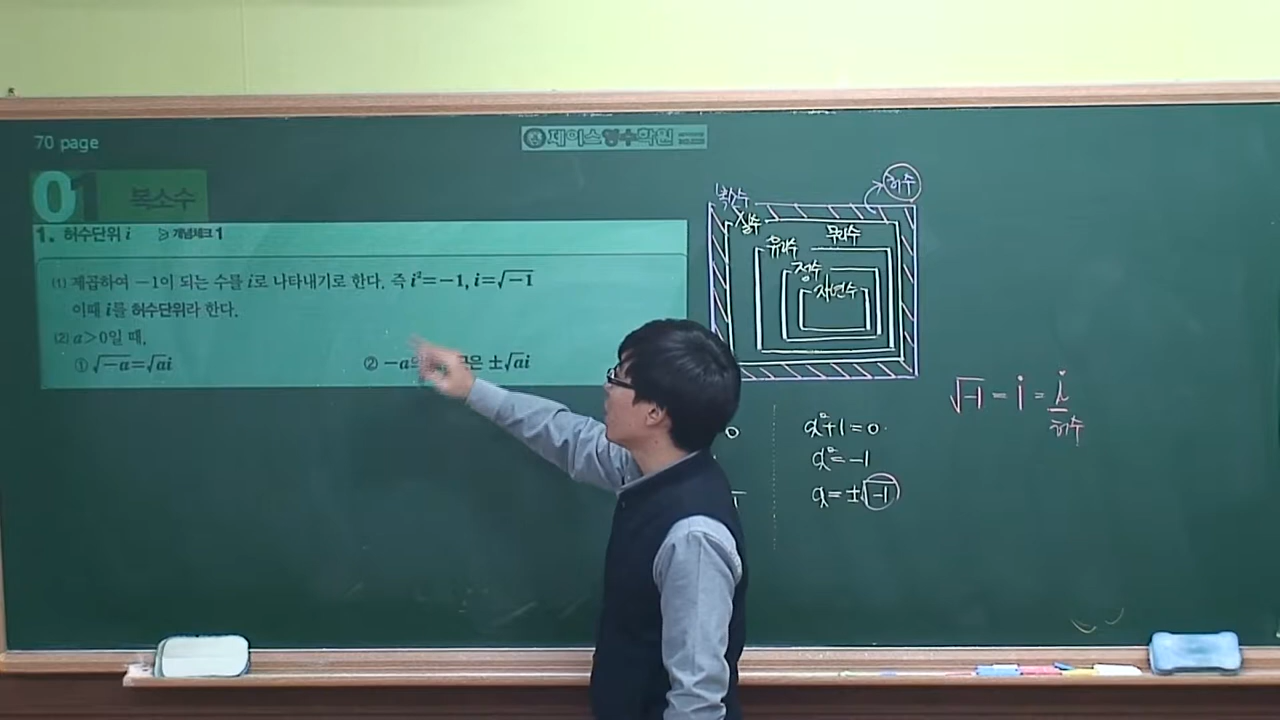 70 page
제이스영수학원
01 복소수
1. 허수단위 i 개념체크 1
(1) 제곱하여 −1이 되는 수를 i로 나타내기로 한다. 즉 i²=−1, i=√−1
이때 i를 허수단위라 한다.
(2) a>0일 때,
① √−a=√ai ② −a의 은 ±√ai
복소수
허수
실수
유리수 무리수
정수
자연수
0
x²+1=0
x²=−1
x=±√−1
√−1 = i = i
허수